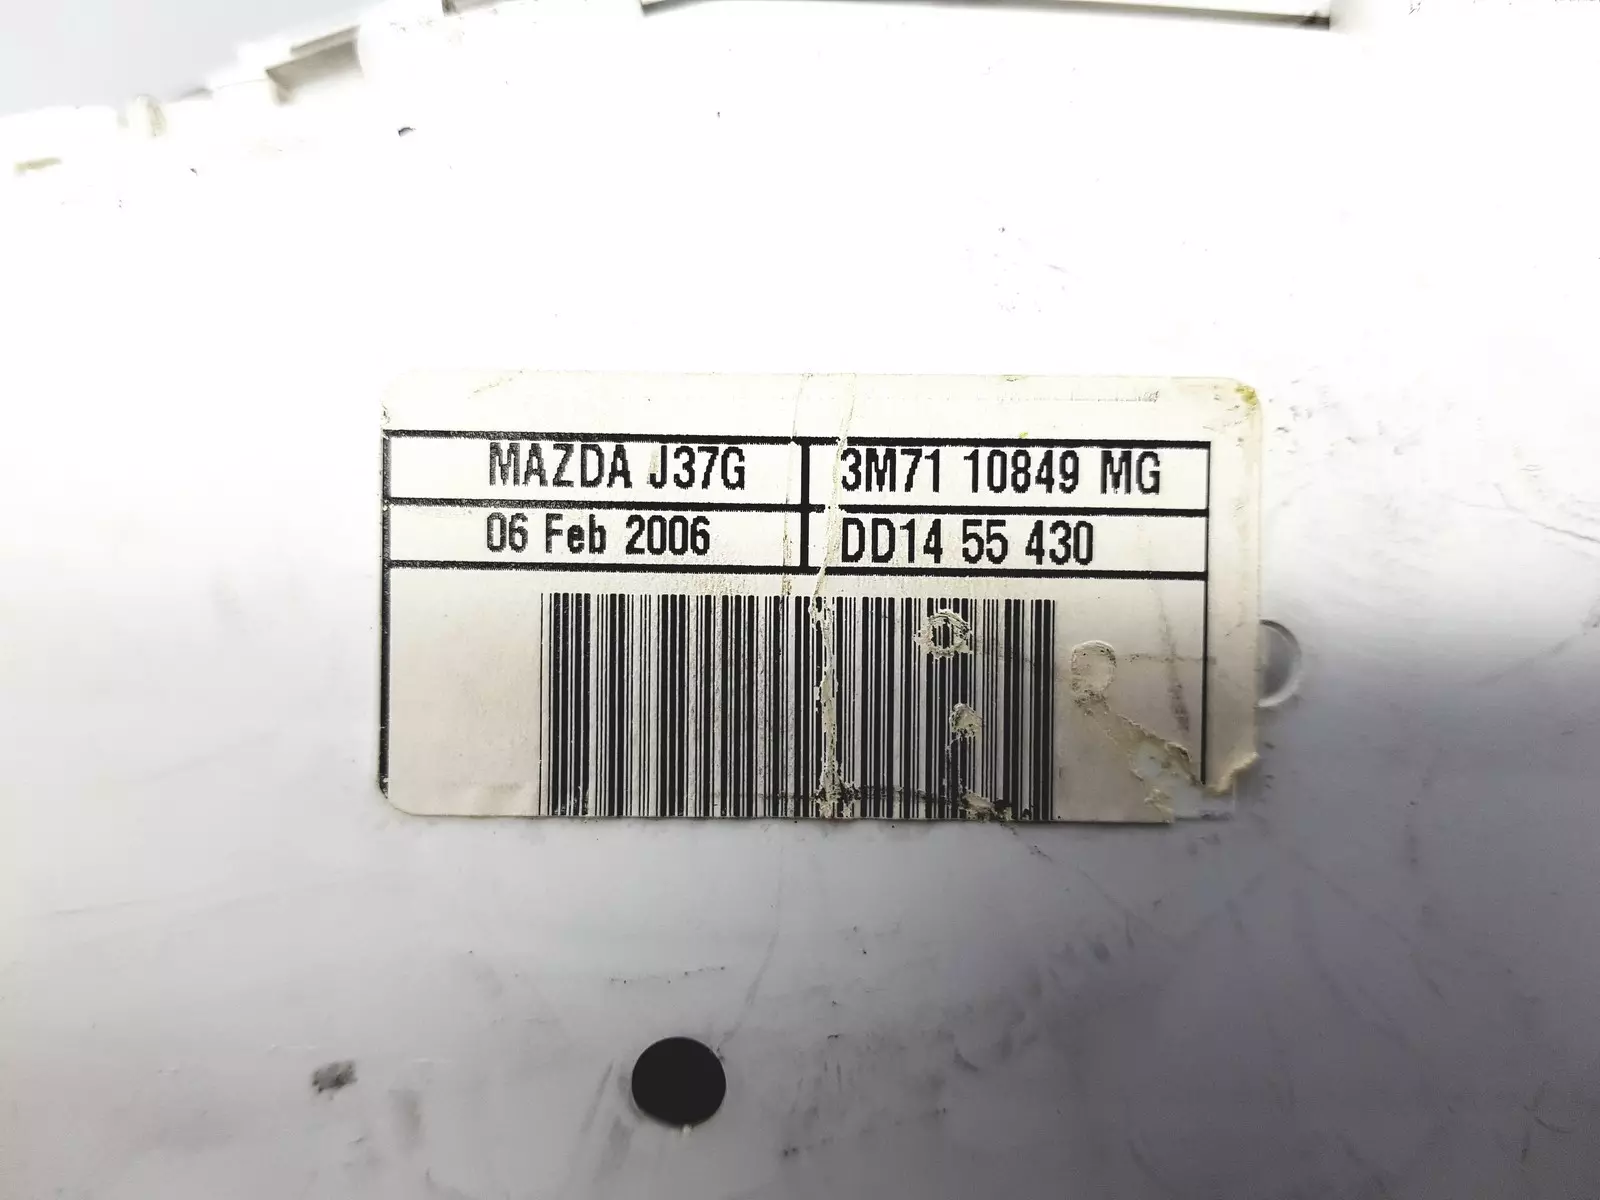 MAZDA J37G 3M71 10849 MG
06 Feb 2006 DD14 55 430